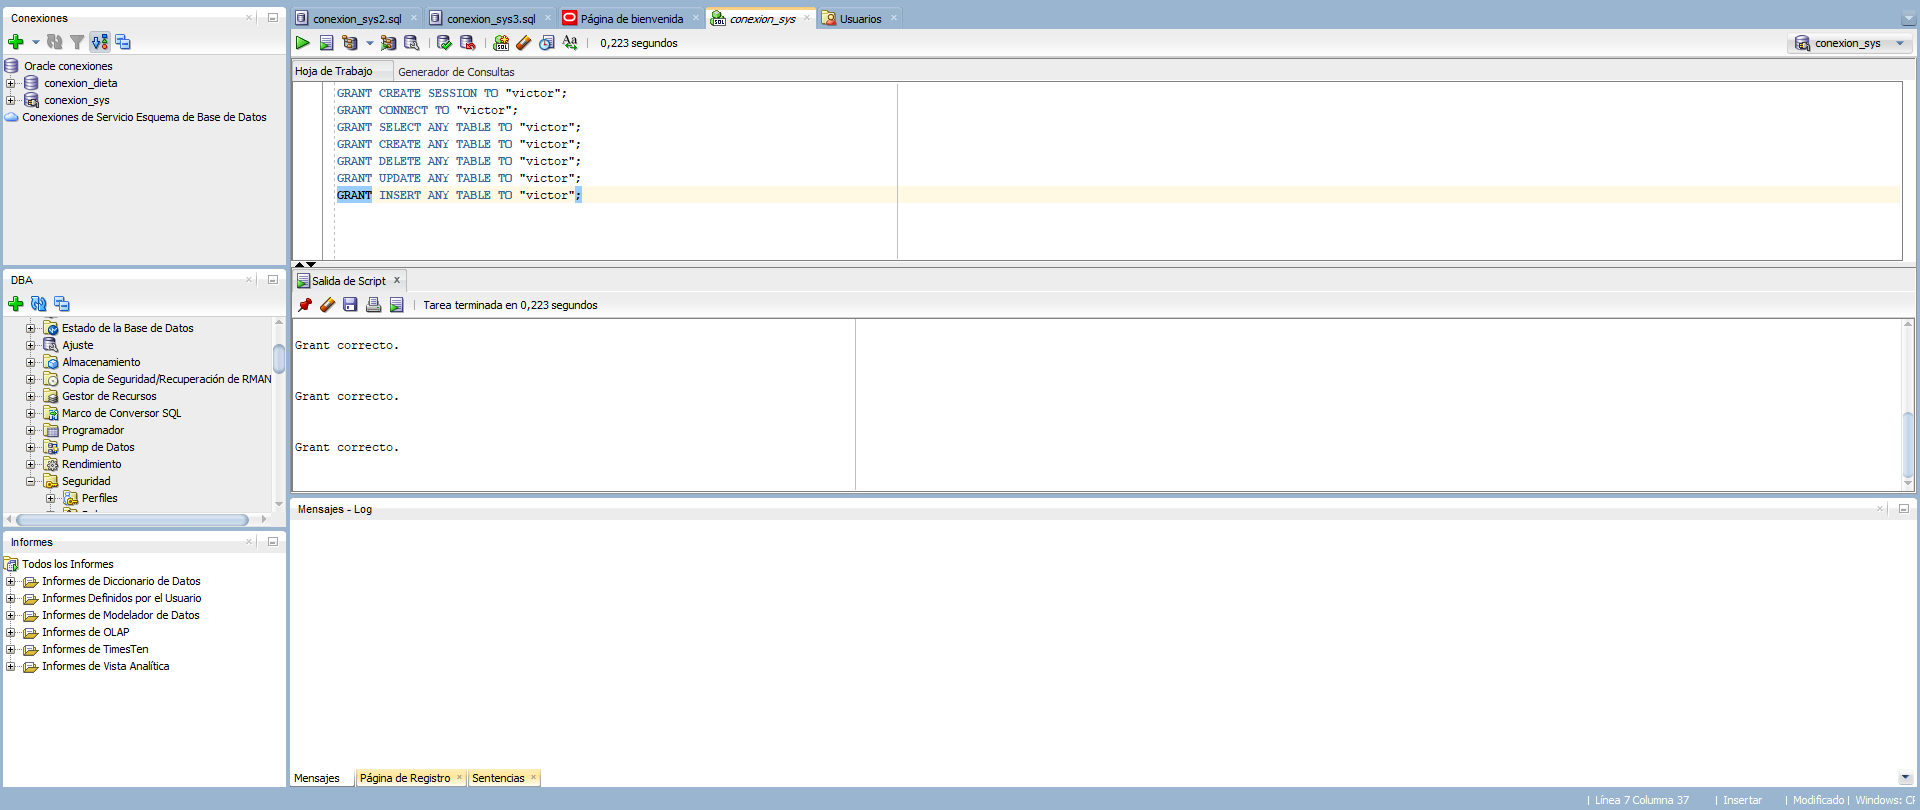 Conexiones
Oracle conexiones
conexion_dieta
conexion_sys
Conexiones de Servicio Esquema de Base de Datos
DBA
Estado de la Base de Datos
Ajuste
Almacenamiento
Copia de Seguridad/Recuperación de RMAN
Gestor de Recursos
Marco de Conversor SQL
Programador
Pump de Datos
Rendimiento
Seguridad
Perfiles
Informes
Todos los Informes
Informes de Diccionario de Datos
Informes Definidos por el Usuario
Informes de Modelador de Datos
Informes de OLAP
Informes de TimesTen
Informes de Vista Analítica
conexion_sys2.sql
conexion_sys3.sql
Página de bienvenida
conexion_sys
Usuarios
0,223 segundos
conexion_sys
Hoja de Trabajo
Generador de Consultas
GRANT CREATE SESSION TO "victor";
GRANT CONNECT TO "victor";
GRANT SELECT ANY TABLE TO "victor";
GRANT CREATE ANY TABLE TO "victor";
GRANT DELETE ANY TABLE TO "victor";
GRANT UPDATE ANY TABLE TO "victor";
GRANT INSERT ANY TABLE TO "victor";
Salida de Script
Tarea terminada en 0,223 segundos
Grant correcto.
Grant correcto.
Grant correcto.
Mensajes - Log
Mensajes
Página de Registro
Sentencias
Línea 7 Columna 37
Insertar
Modificado
Windows: